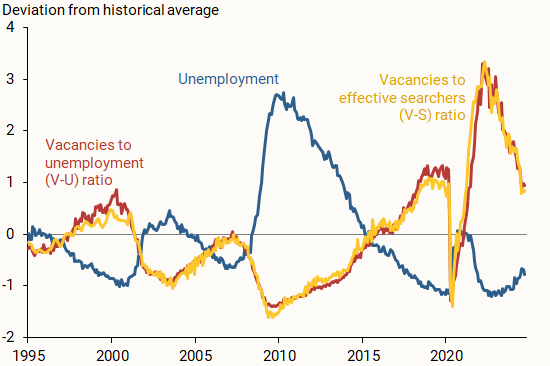 Deviation from historical average
4
3
2
1
0
-1
-2
Unemployment
Vacancies to
effective searchers
(V-S) ratio
Vacancies to
unemployment
(V-U) ratio
1995 2000 2005 2010 2015 2020